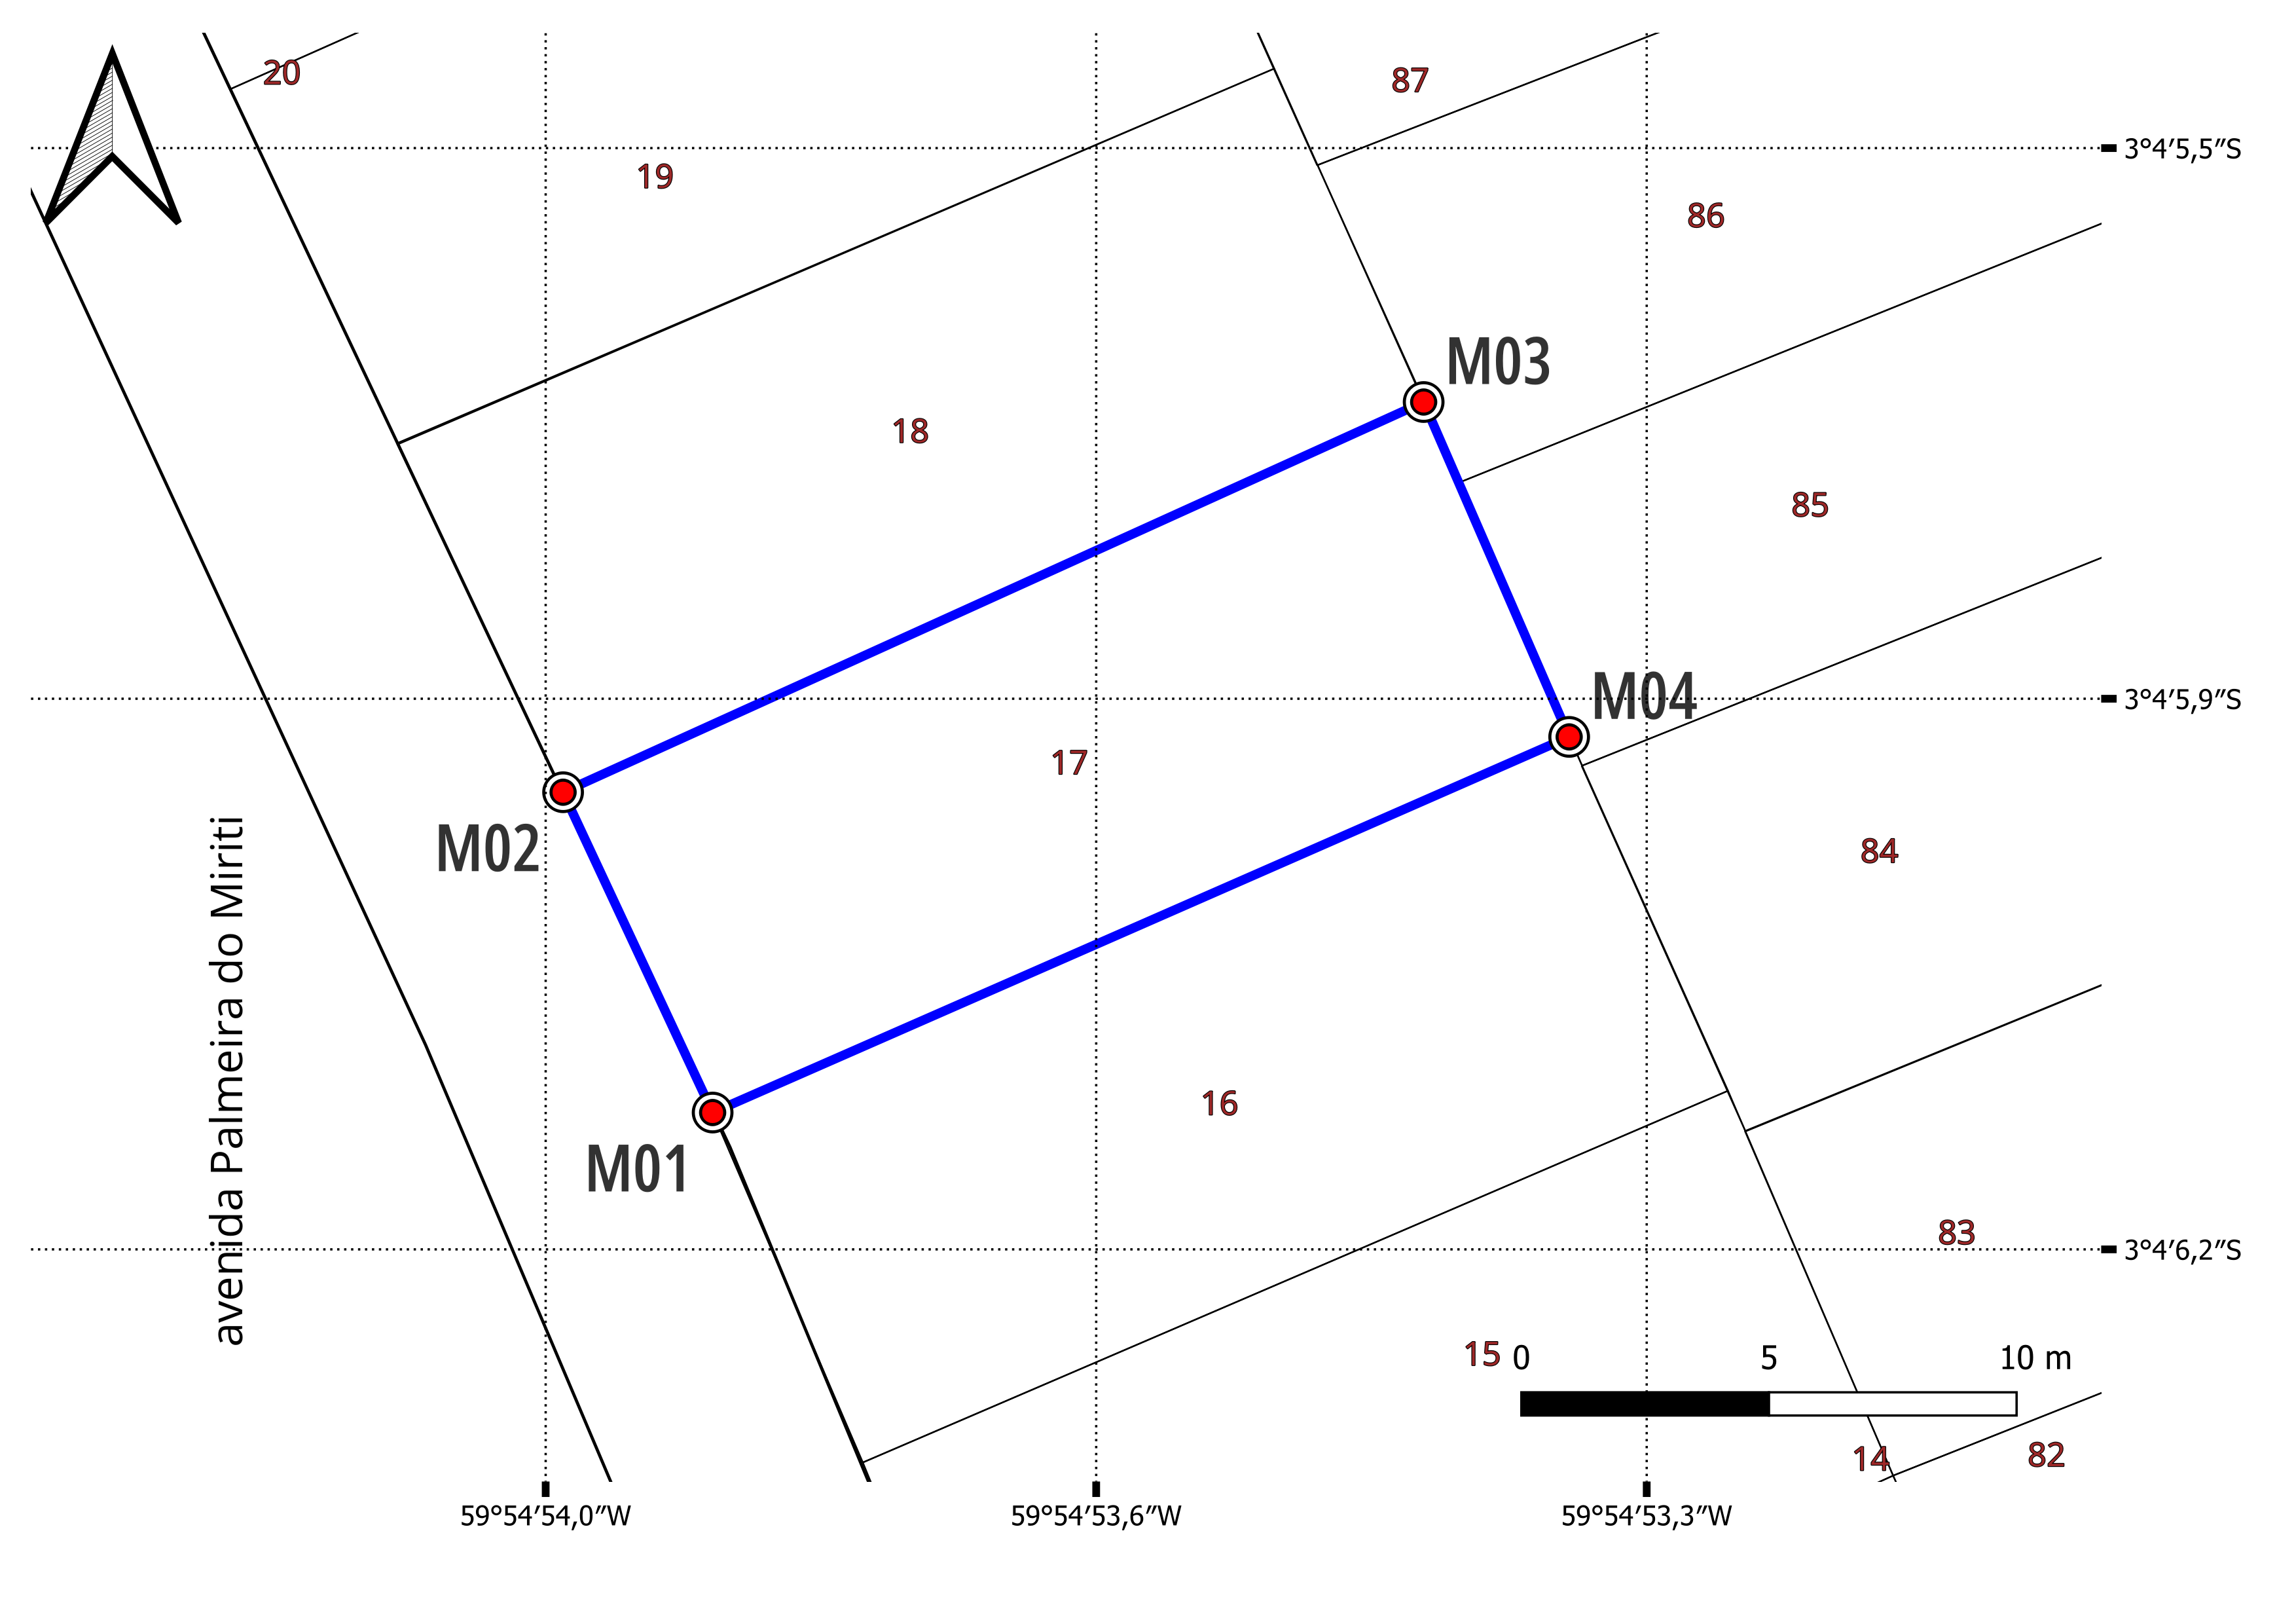 20
87
3°4′5,5″S
19
86
M03
18
85
M04
3°4′5,9″S
17
M02
84
avenida Palmeira do Miriti
16
M01
83
3°4′6,2″S
15
0 5 10 m
14
82
59°54′54,0″W
59°54′53,6″W
59°54′53,3″W